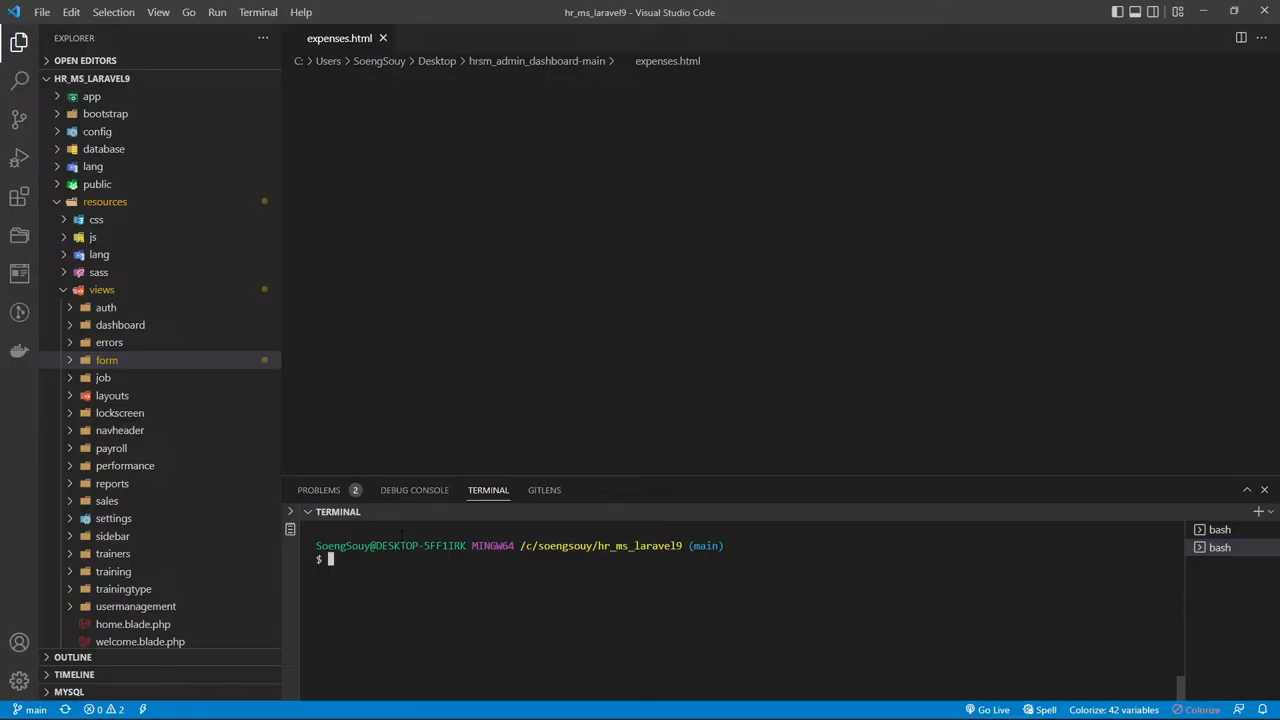 File Edit Selection View Go Run Terminal Help
hr_ms_laravel9 - Visual Studio Code
EXPLORER
OPEN EDITORS
HR_MS_LARAVEL9
app
bootstrap
config
database
lang
public
resources
css
js
lang
sass
views
auth
dashboard
errors
form
job
layouts
lockscreen
navheader
payroll
performance
reports
sales
settings
sidebar
trainers
training
trainingtype
usermanagement
home.blade.php
welcome.blade.php
OUTLINE
TIMELINE
MYSQL
expenses.html
C: > Users > SoengSouy > Desktop > hrsm_admin_dashboard-main > expenses.html
PROBLEMS 2 DEBUG CONSOLE TERMINAL GITLENS
TERMINAL
SoengSouy@DESKTOP-5FF1IRK MINGW64 /c/soengsouy/hr_ms_laravel9 (main)
$
bash
bash
main 0 2 Go Live Spell Colorize: 42 variables Colorize